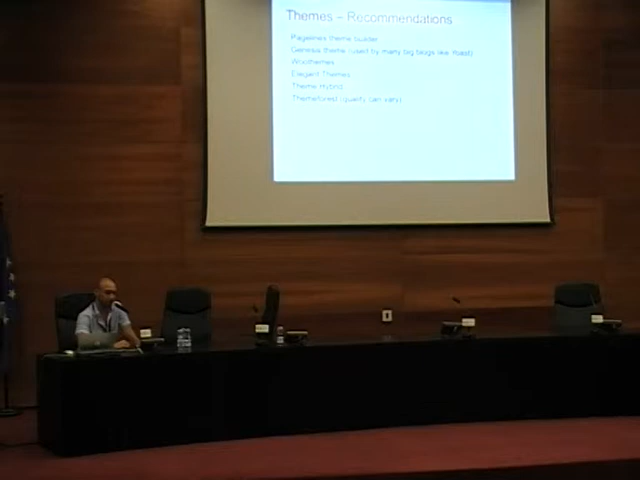 Themes – Recommendations
Pagelines theme builder
Genesis theme (used by many big blogs like
Woothemes
Elegant Themes
Theme Hybrid
Themeforest (quality can vary)